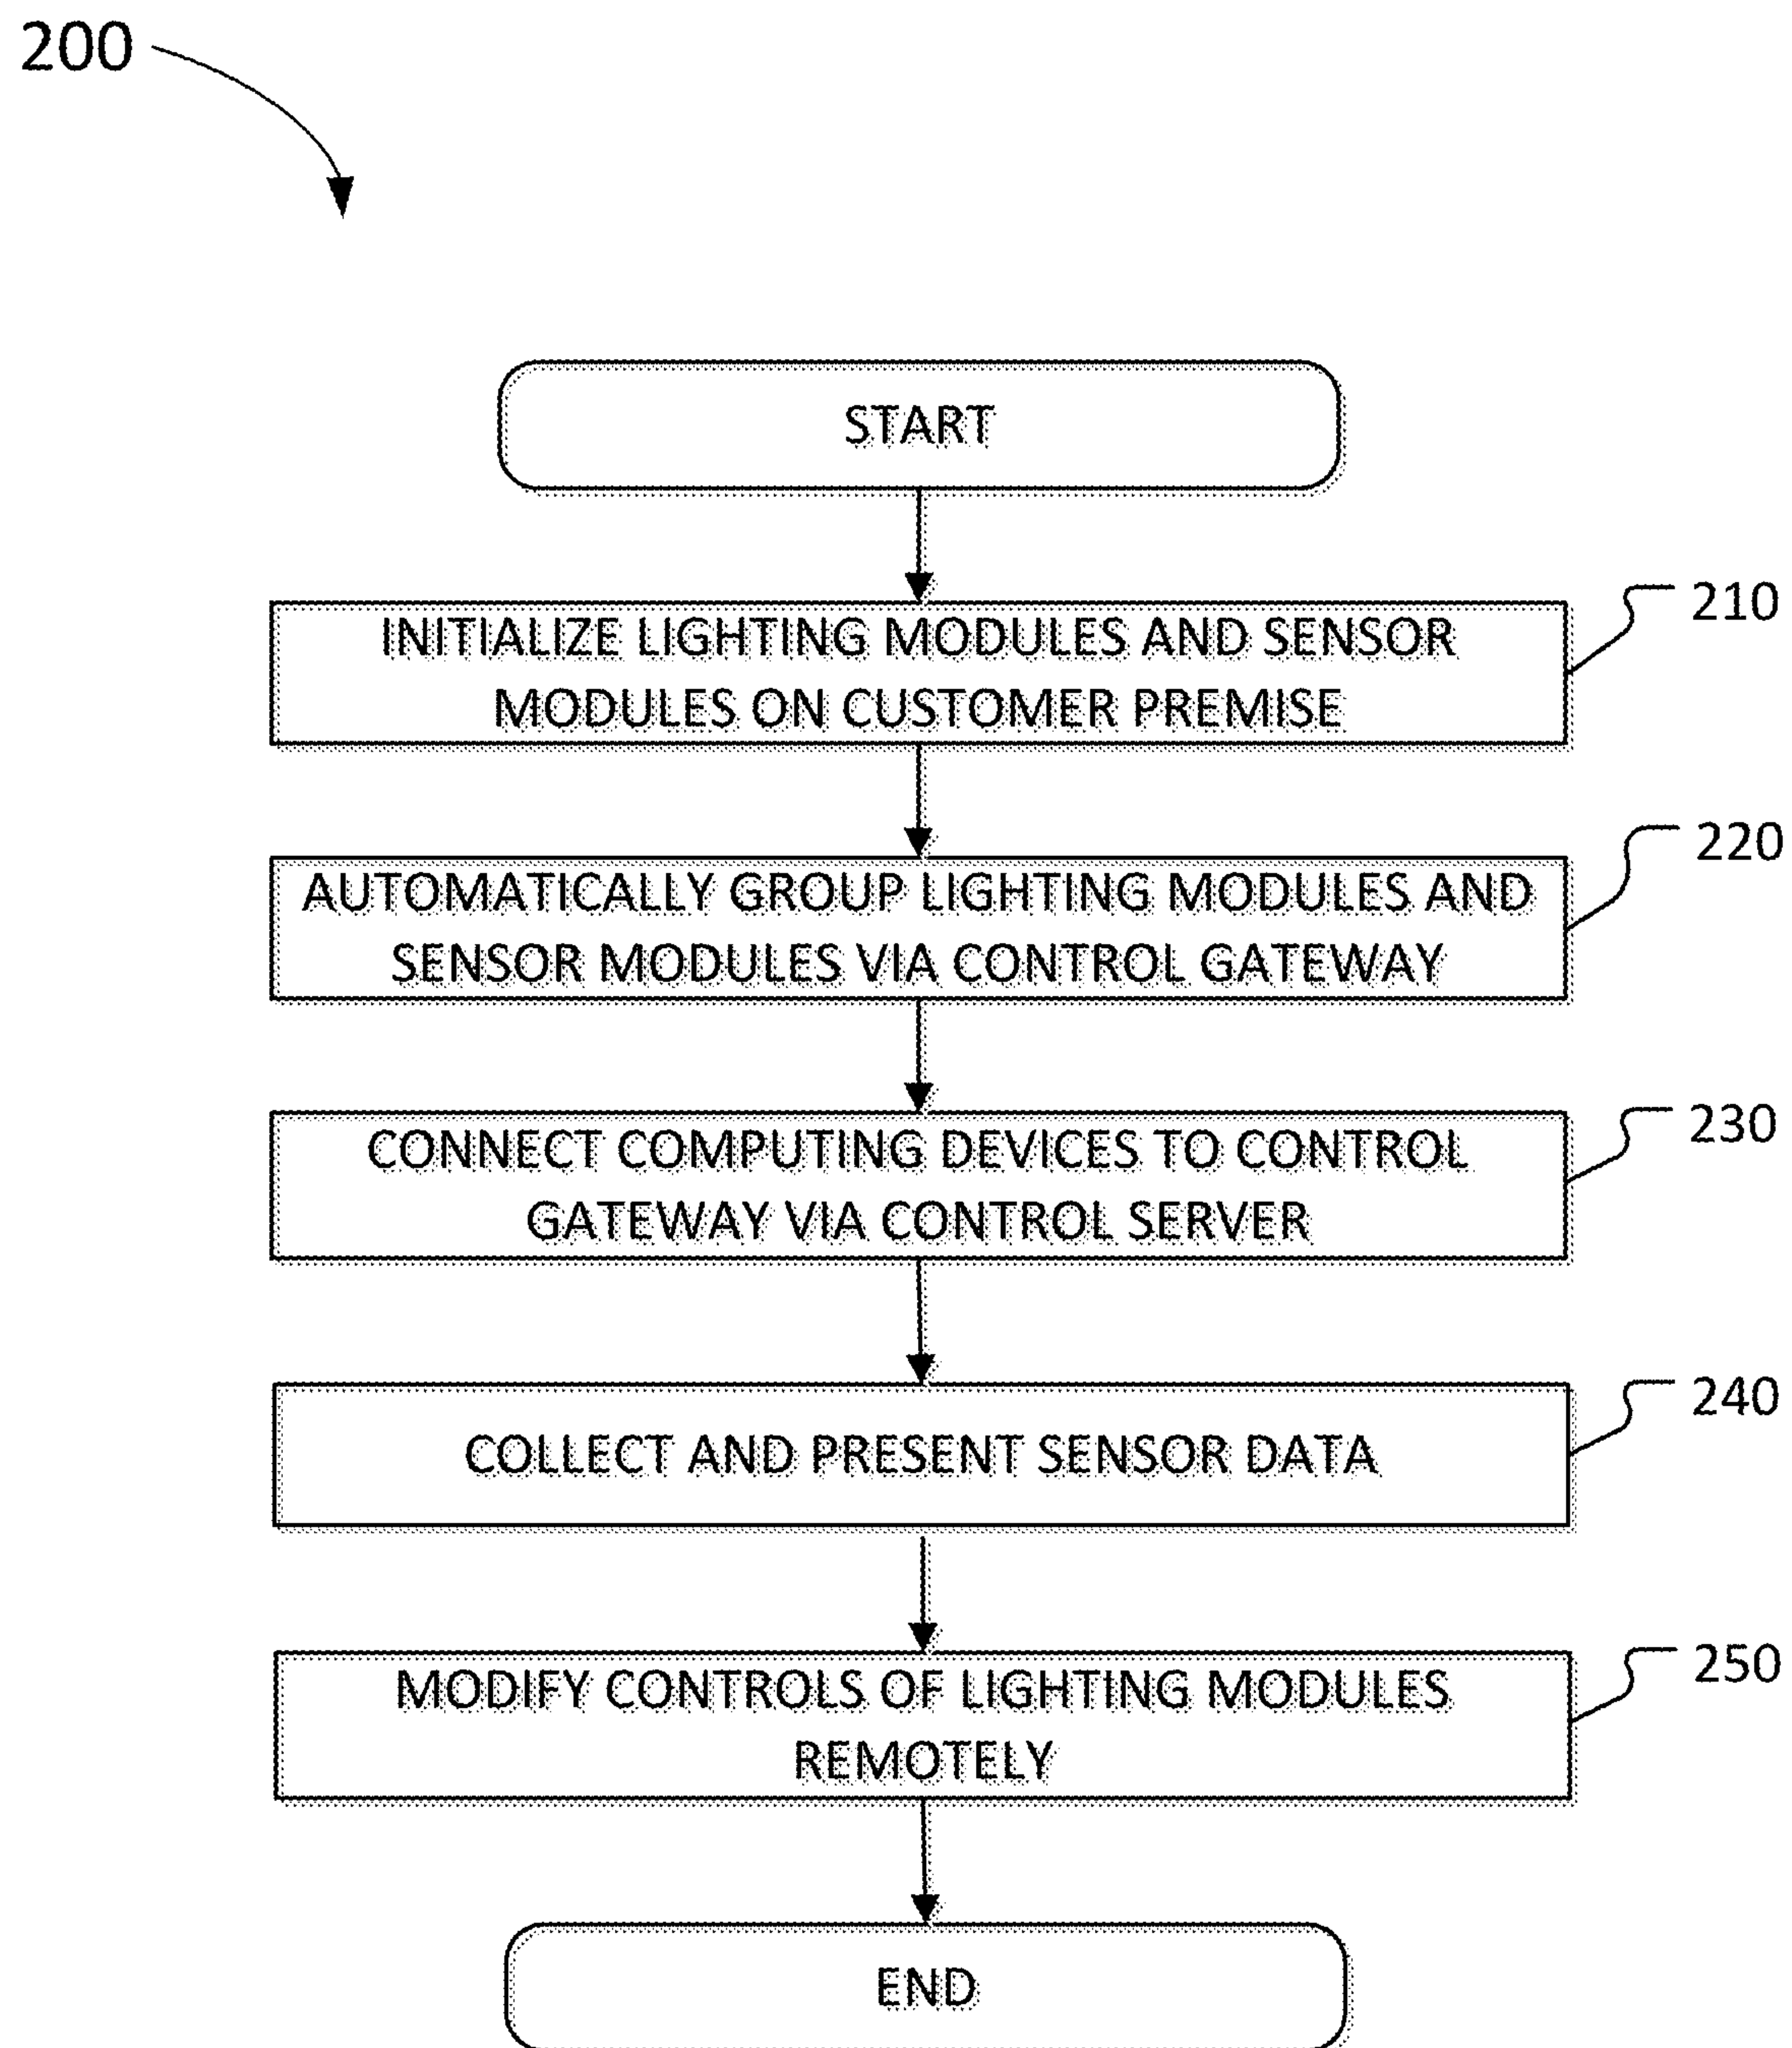 200
START
210
INITIALIZE LIGHTING MODULES AND SENSOR
MODULES ON CUSTOMER PREMISE
220
AUTOMATICALLY GROUP LIGHTING MODULES AND
SENSOR MODULES VIA CONTROL GATEWAY
230
CONNECT COMPUTING DEVICES TO CONTROL
GATEWAY VIA CONTROL SERVER
240
COLLECT AND PRESENT SENSOR DATA
250
MODIFY CONTROLS OF LIGHTING MODULES
REMOTELY
END